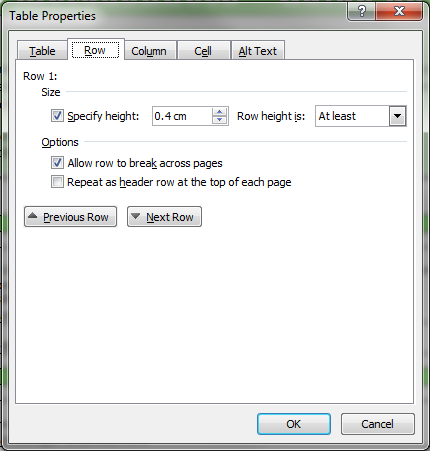 Table Properties
Table Row Column Cell Alt Text
Row 1:
Size
Specify height: 0.4 cm Row height is: At least
Options
Allow row to break across pages
Repeat as header row at the top of each page
Previous Row Next Row
OK Cancel